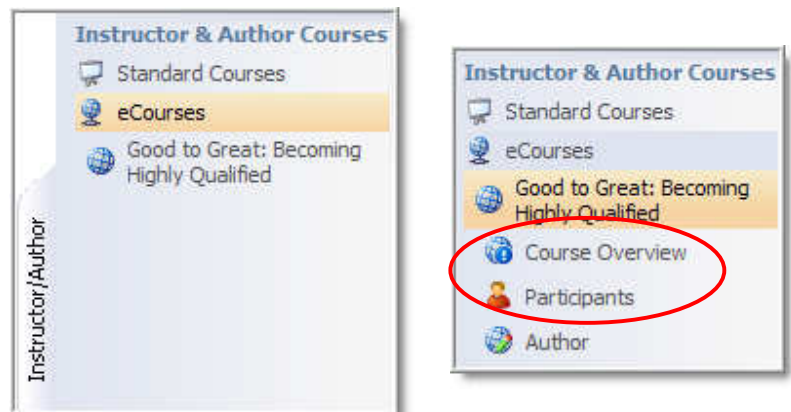 Instructor & Author Courses
Standard Courses
eCourses
Good to Great: Becoming
Highly Qualified
Instructor/Author
Instructor & Author Courses
Standard Courses
eCourses
Good to Great: Becoming
Highly Qualified
Course Overview
Participants
Author